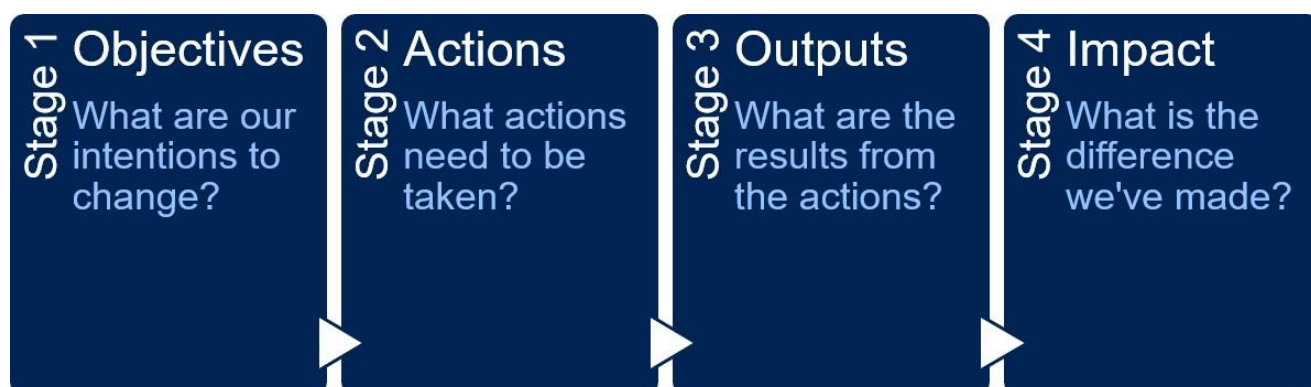 Stage 1
Objectives
What are our
intentions to
change?
Stage 2
Actions
What actions
need to be
taken?
Stage 3
Outputs
What are the
results from
the actions?
Stage 4
Impact
What is the
difference
we've made?